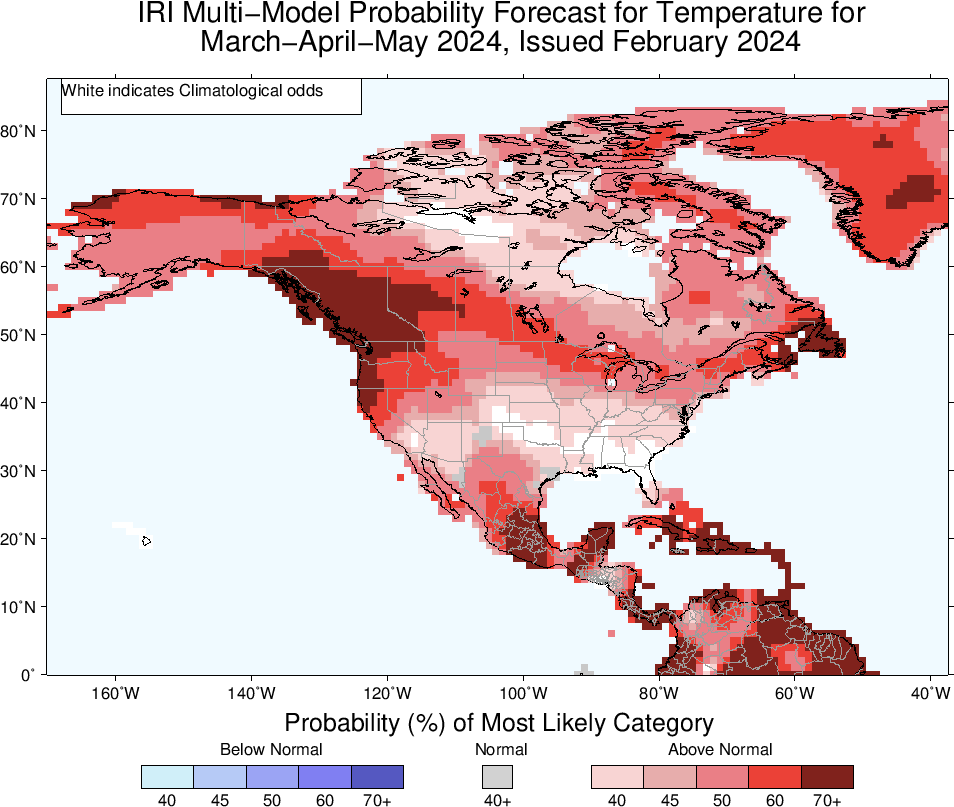 IRI Multi−Model Probability Forecast for Temperature for
March−April−May 2024, Issued February 2024
White indicates Climatological odds
80˚N
70˚N
60˚N
50˚N
40˚N
30˚N
20˚N
10˚N
0˚
160˚W 140˚W 120˚W 100˚W 80˚W 60˚W 40˚W
Probability (%) of Most Likely Category
Below Normal Normal Above Normal
40 45 50 60 70+ 40+ 40 45 50 60 70+